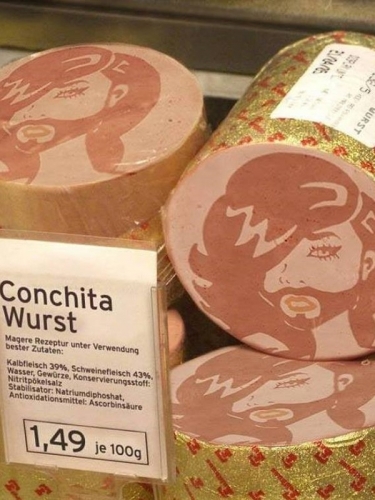 Conchita
Wurst
Magere Rezeptur unter Verwendung
bester Zutaten:
Kalbfleisch 39%, Schweinefleisch 43%,
Wasser, Gewürze, Konservierungsstoff:
Nitritpökelsalz
Stabilisator: Natriumdiphoshat,
Antioxidationsmittel: Ascorbinsäure
1,49 je 100g
WURST